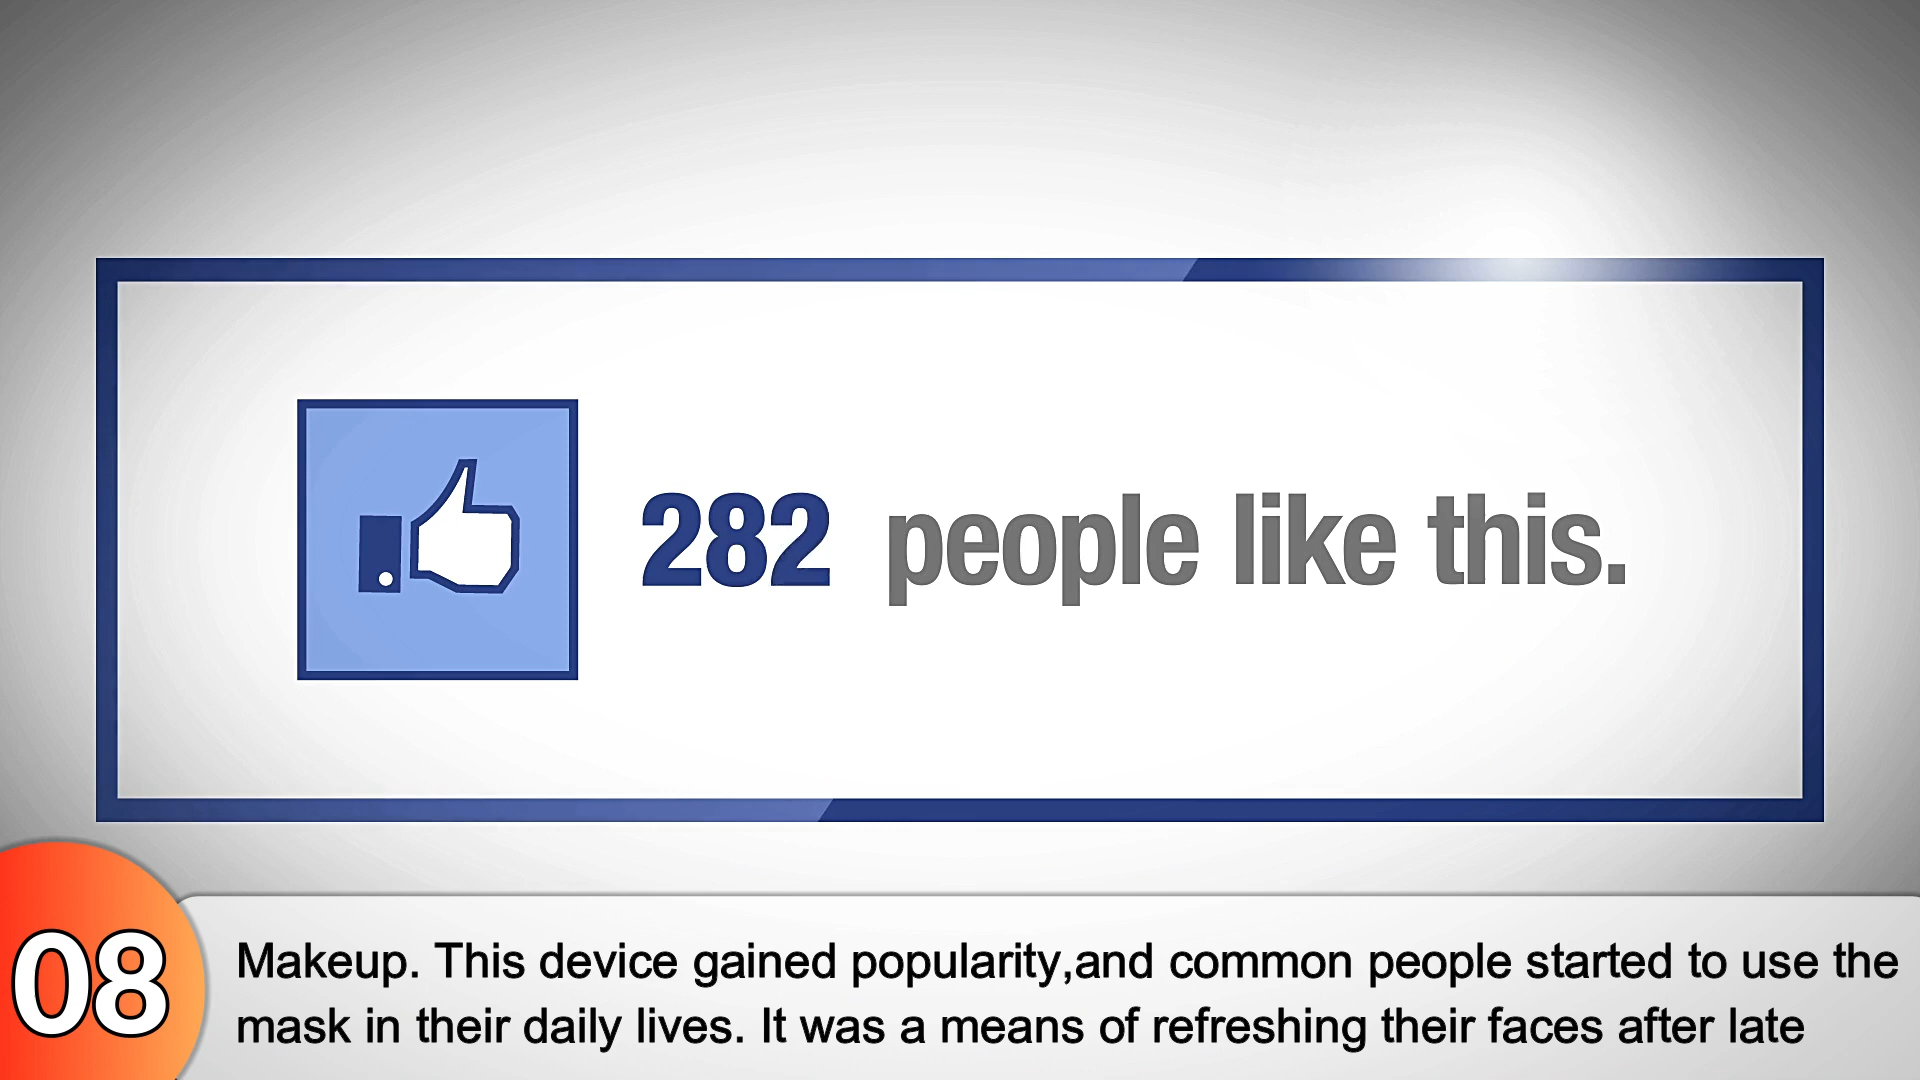 282 people like this.
08
Makeup. This device gained popularity,and common people started to use the
mask in their daily lives. It was a means of refreshing their faces after late